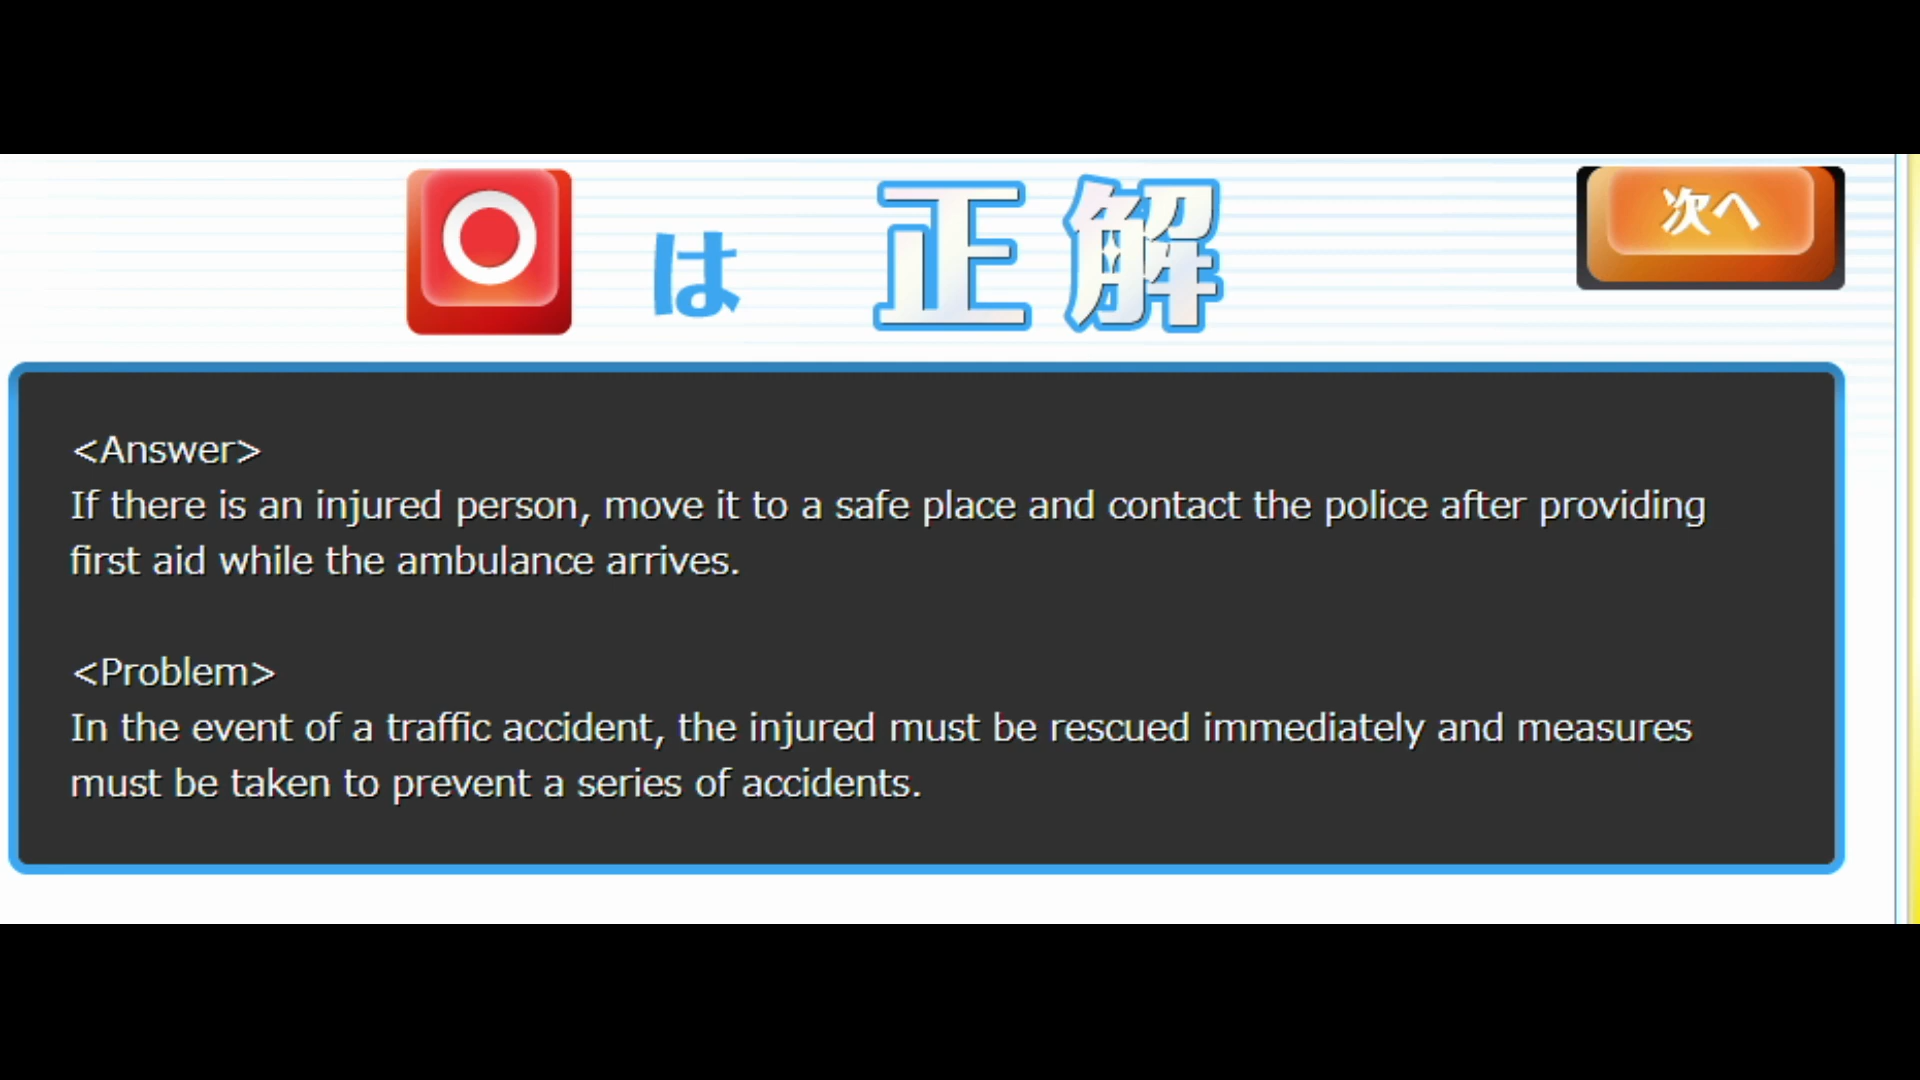 は 正解
次へ
<Answer>
If there is an injured person, move it to a safe place and contact the police after providing
first aid while the ambulance arrives.
<Problem>
In the event of a traffic accident, the injured must be rescued immediately and measures
must be taken to prevent a series of accidents.